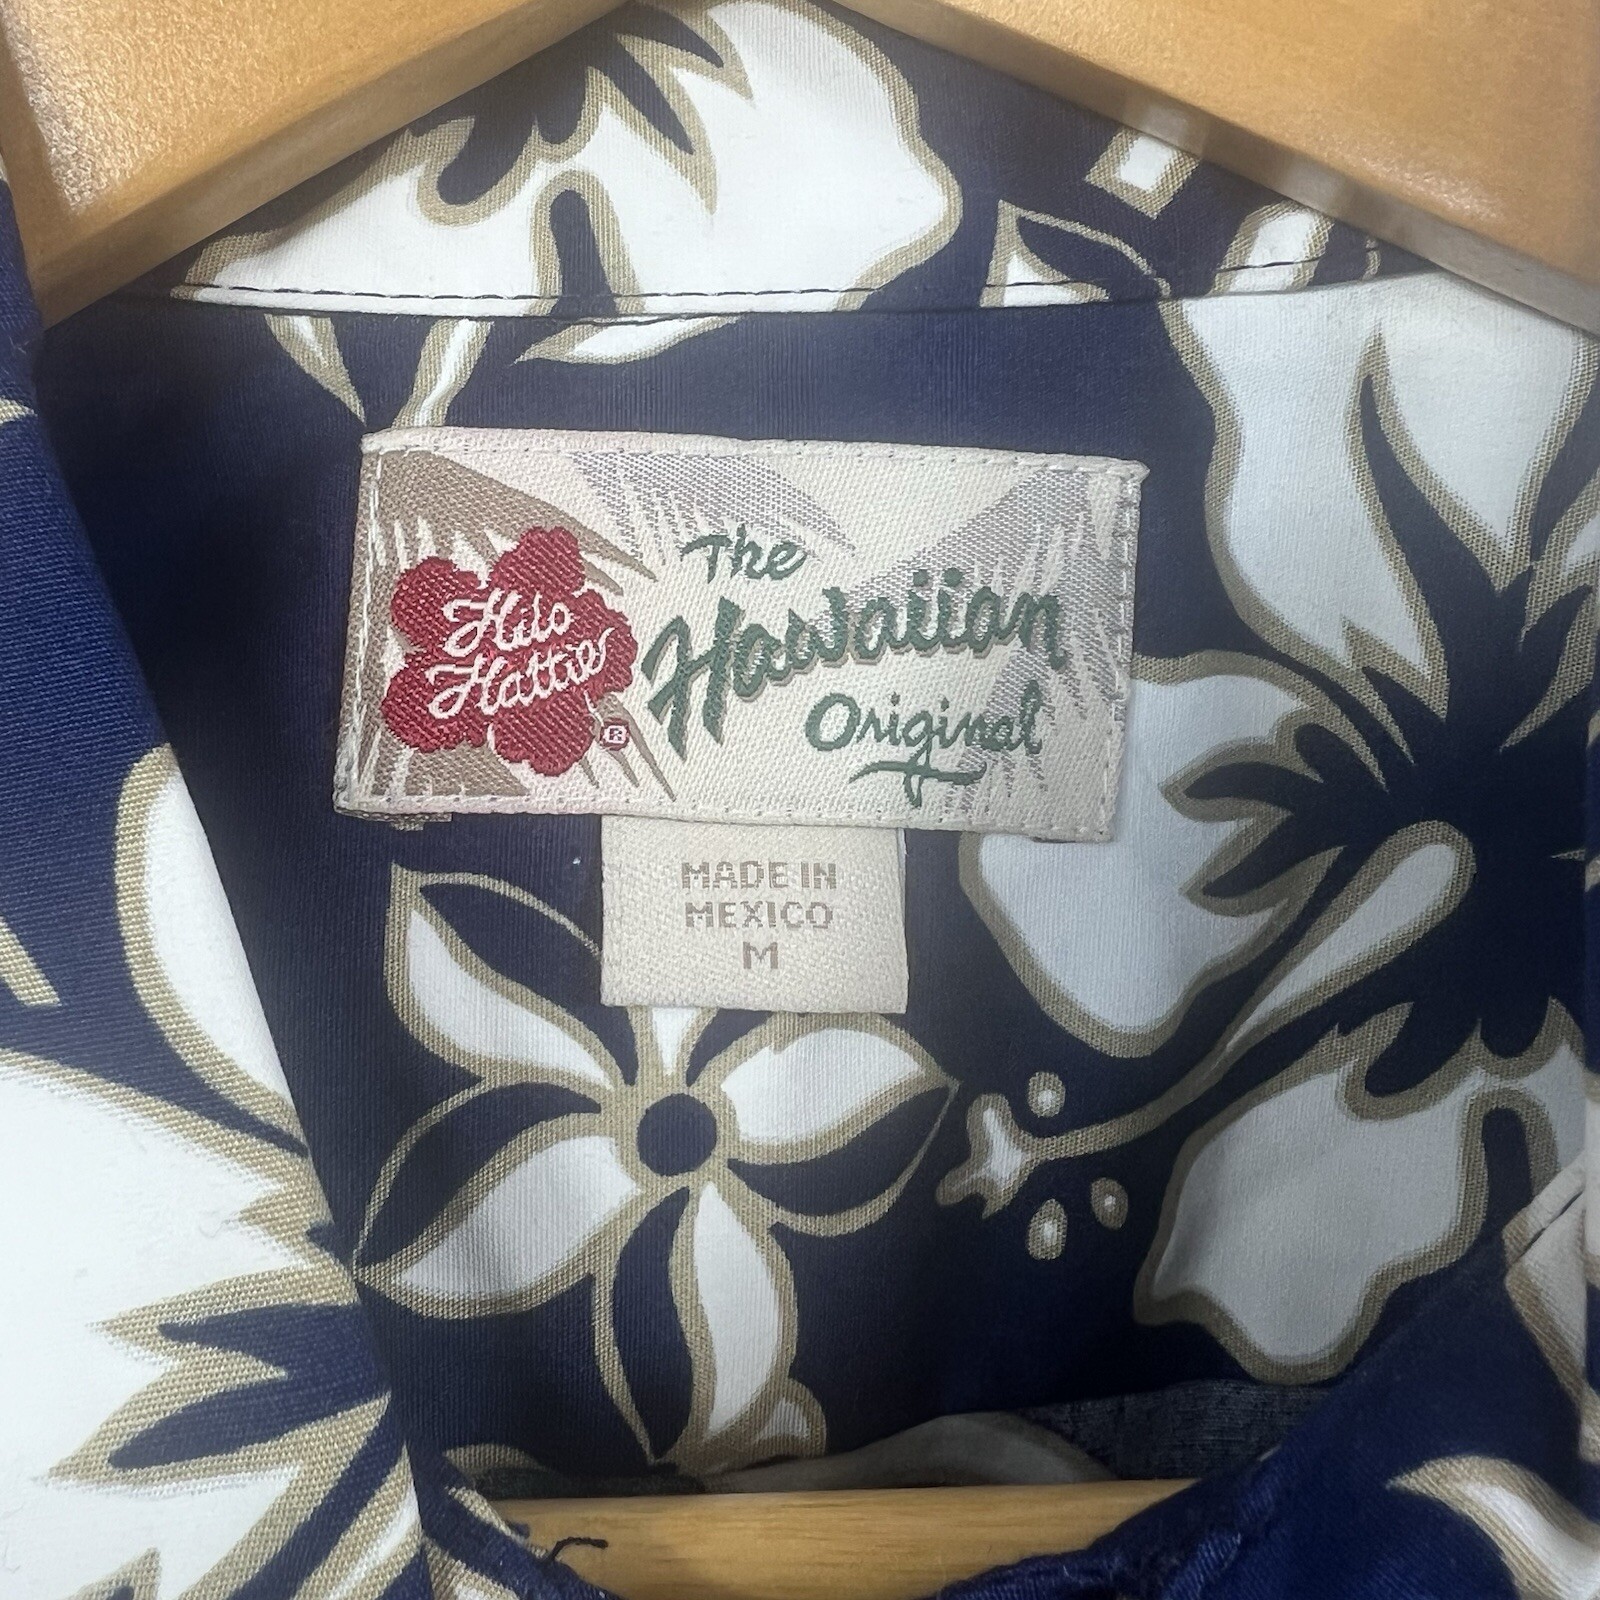 Hilo
Hattie
®
The
Hawaiian
Original
MADE IN
MEXICO
M